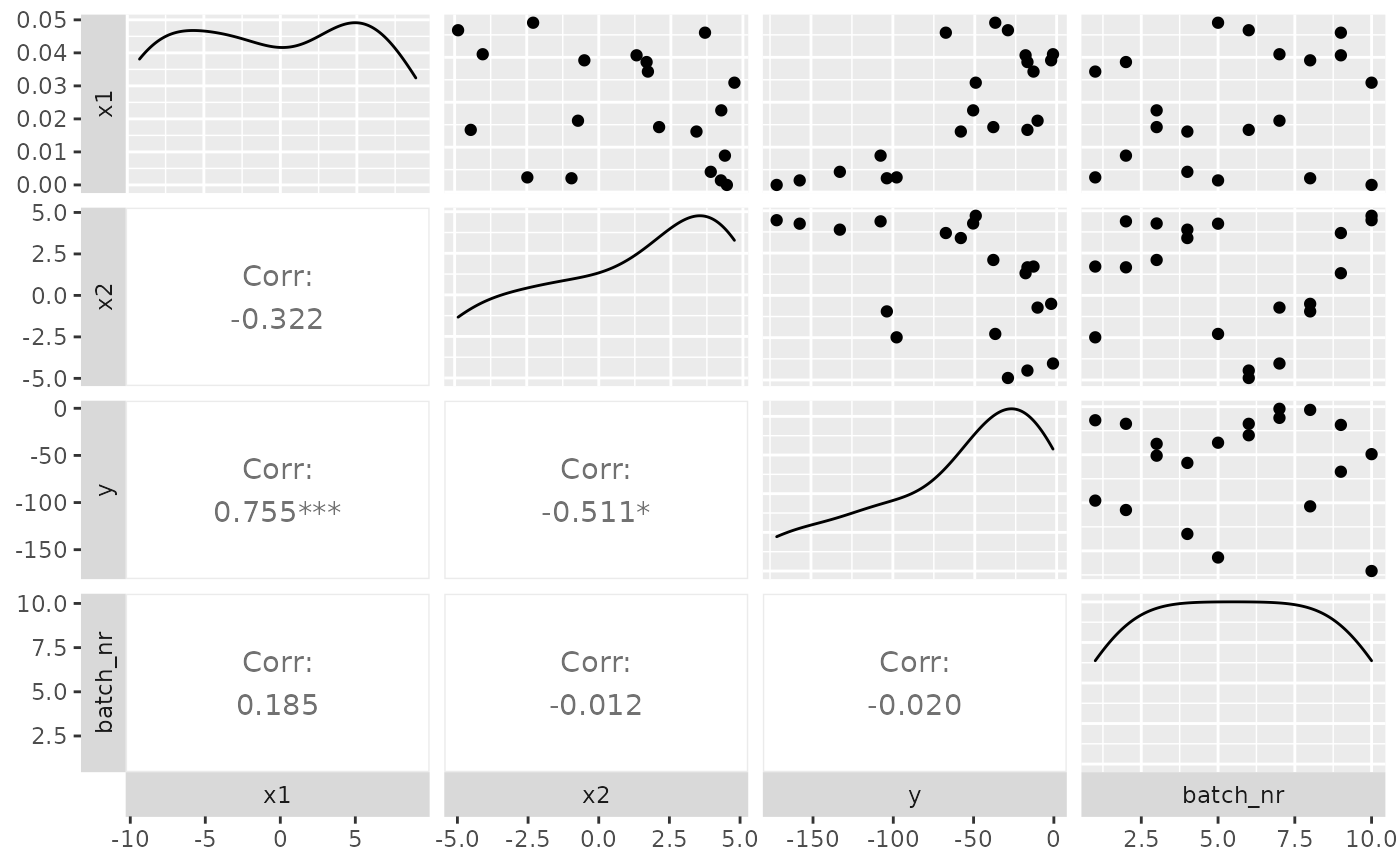 0.05
0.04
0.03
0.02
0.01
0.00
x1
5.0
2.5
0.0
-2.5
-5.0
x2
Corr:
-0.322
0
-50
-100
-150
y
Corr:
0.755***
Corr:
-0.511*
10.0
7.5
5.0
2.5
batch_nr
Corr:
0.185
Corr:
-0.012
Corr:
-0.020
x1
x2
y
batch_nr
-10 -5 0 5
-5.0 -2.5 0.0 2.5 5.0
-150 -100 -50 0
2.5 5.0 7.5 10.0